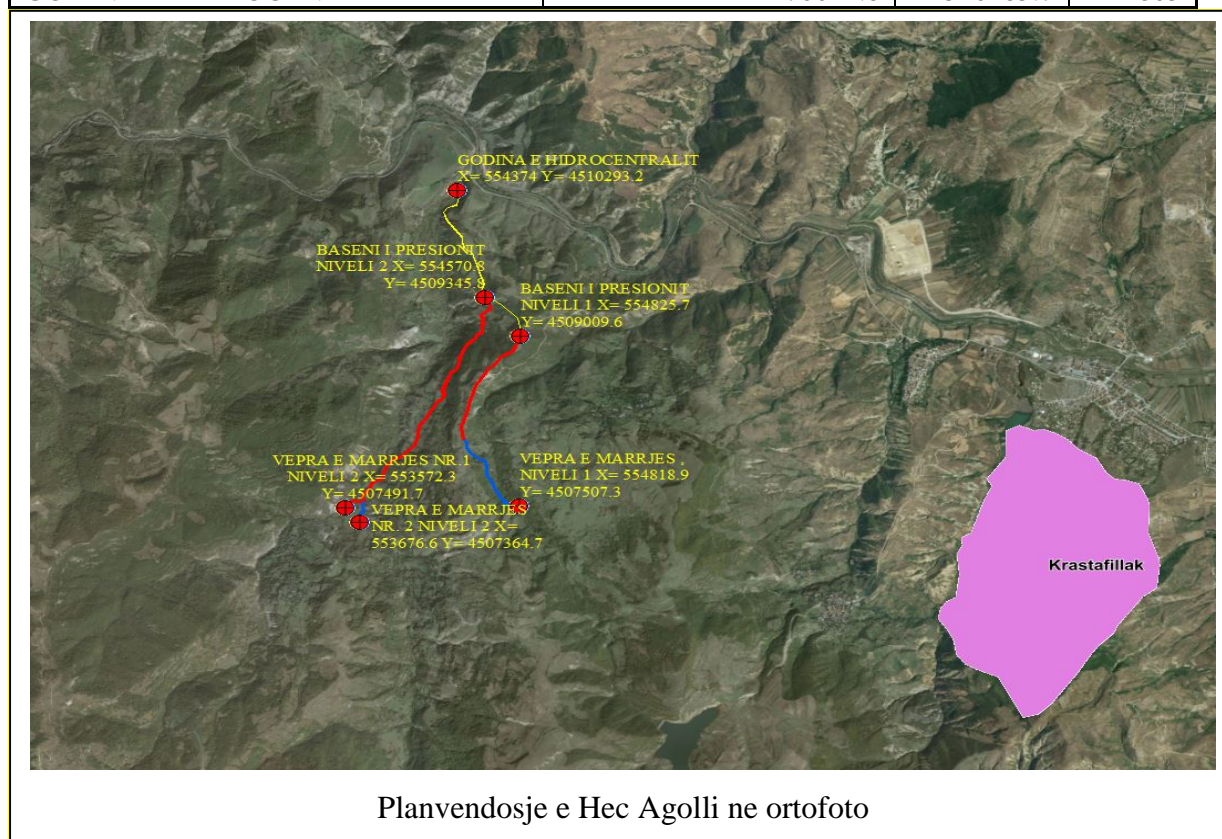 GODINA E HIDROCENTRALIT
X= 554374 Y= 4510293.2
BASENI I PRESIONIT
NIVELI 2 X= 554570.8
Y= 4509345.8
BASENI I PRESIONIT
NIVELI 1 X= 554825.7
Y= 4509009.6
VEPRA E MARRJES NR.1
NIVELI 2 X= 553572.3
Y= 4507491.7
VEPRA E MARRJES ,
NIVELI 1 X= 554818.9
Y= 4507507.3
VEPRA E MARRJES
NR. 2 NIVELI 2 X=
553676.6 Y= 4507364.7
Krastafillak
Planvendosje e Hec Agolli ne ortofoto